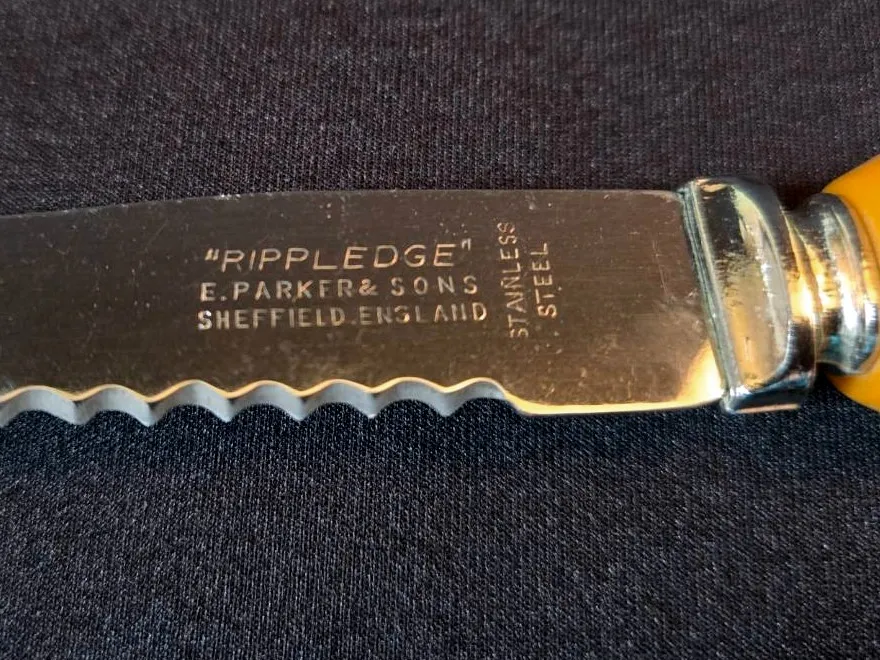 "RIPPLEDGE"
E. PARKER & SONS
SHEFFIELD. ENGLAND
STAINLESS
STEEL